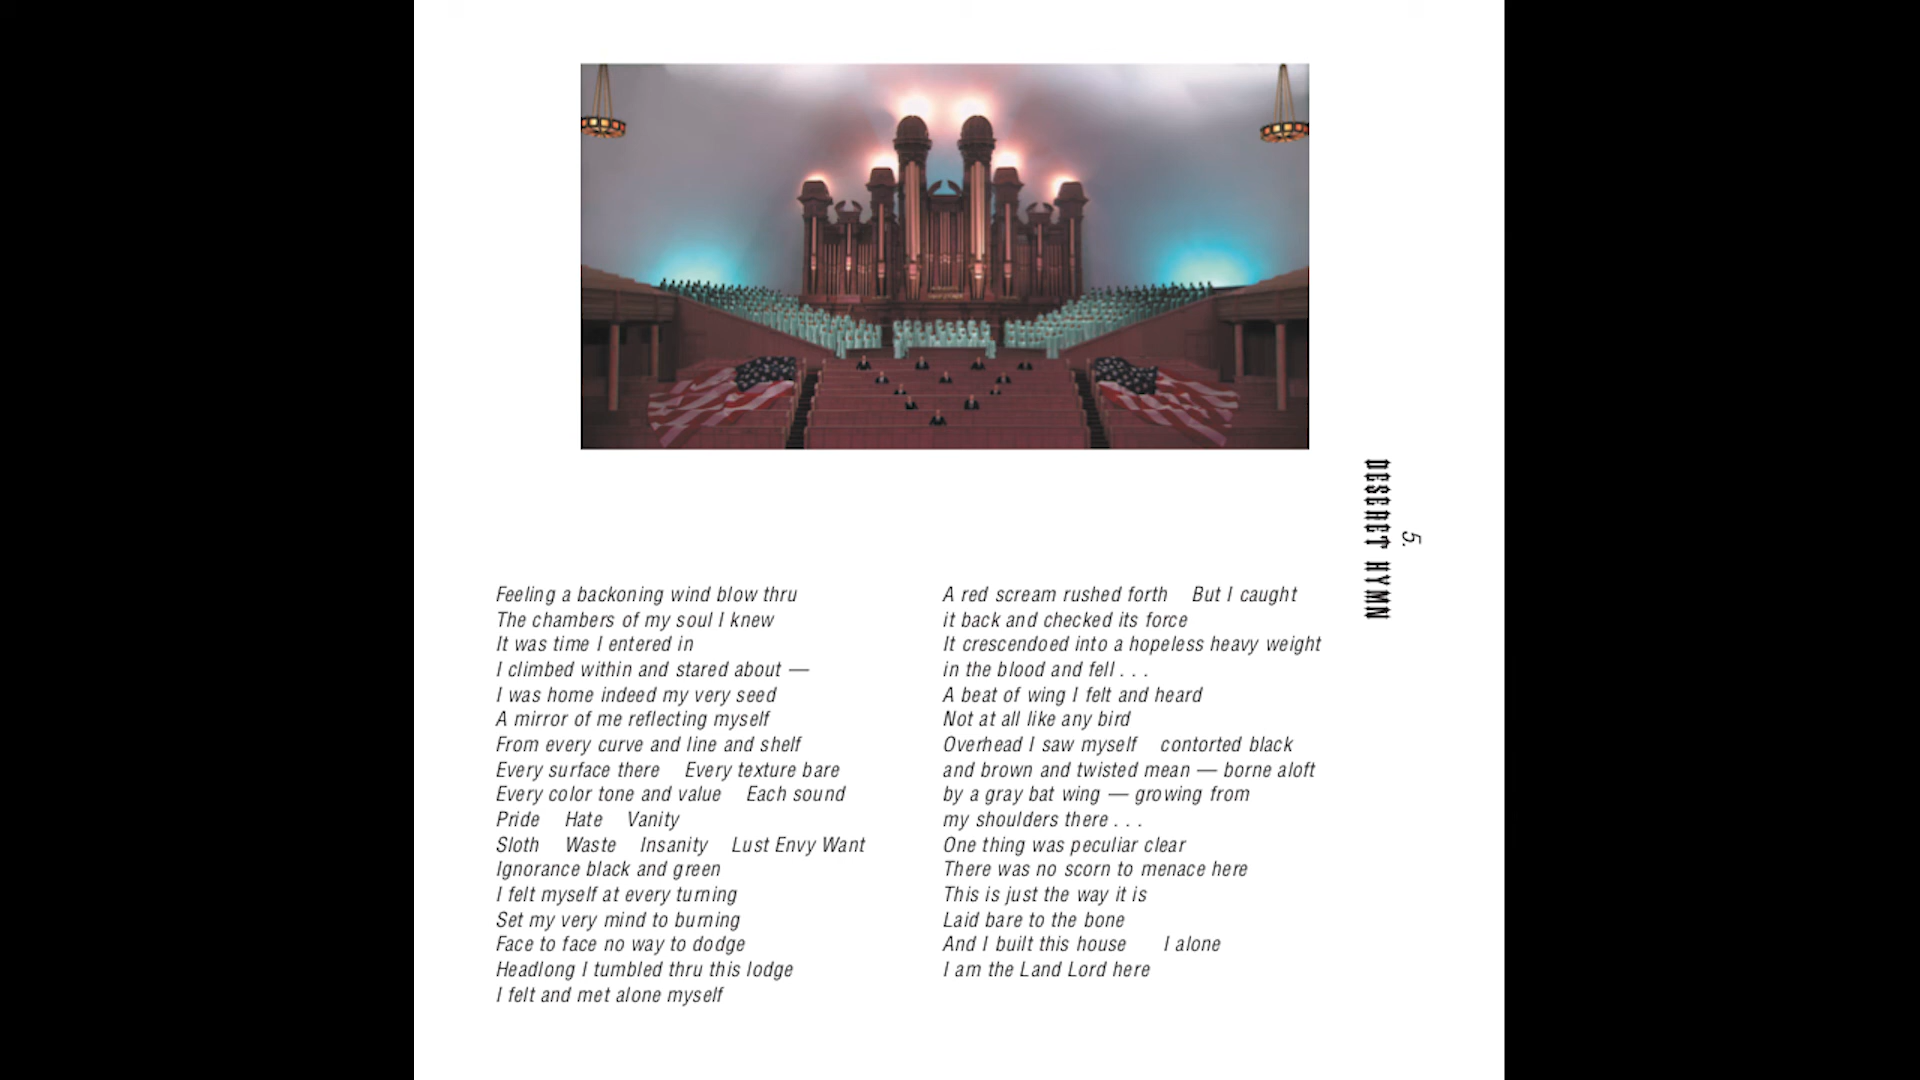 5.
DESERET HYMN
Feeling a backoning wind blow thru
The chambers of my soul I knew
It was time I entered in
I climbed within and stared about —
I was home indeed my very seed
A mirror of me reflecting myself
From every curve and line and shelf
Every surface there Every texture bare
Every color tone and value Each sound
Pride Hate Vanity
Sloth Waste Insanity Lust Envy Want
Ignorance black and green
I felt myself at every turning
Set my very mind to burning
Face to face no way to dodge
Headlong I tumbled thru this lodge
I felt and met alone myself
A red scream rushed forth But I caught
it back and checked its force
It crescendoed into a hopeless heavy weight
in the blood and fell . . .
A beat of wing I felt and heard
Not at all like any bird
Overhead I saw myself contorted black
and brown and twisted mean — borne aloft
by a gray bat wing — growing from
my shoulders there . . .
One thing was peculiar clear
There was no scorn to menace here
This is just the way it is
Laid bare to the bone
And I built this house I alone
I am the Land Lord here